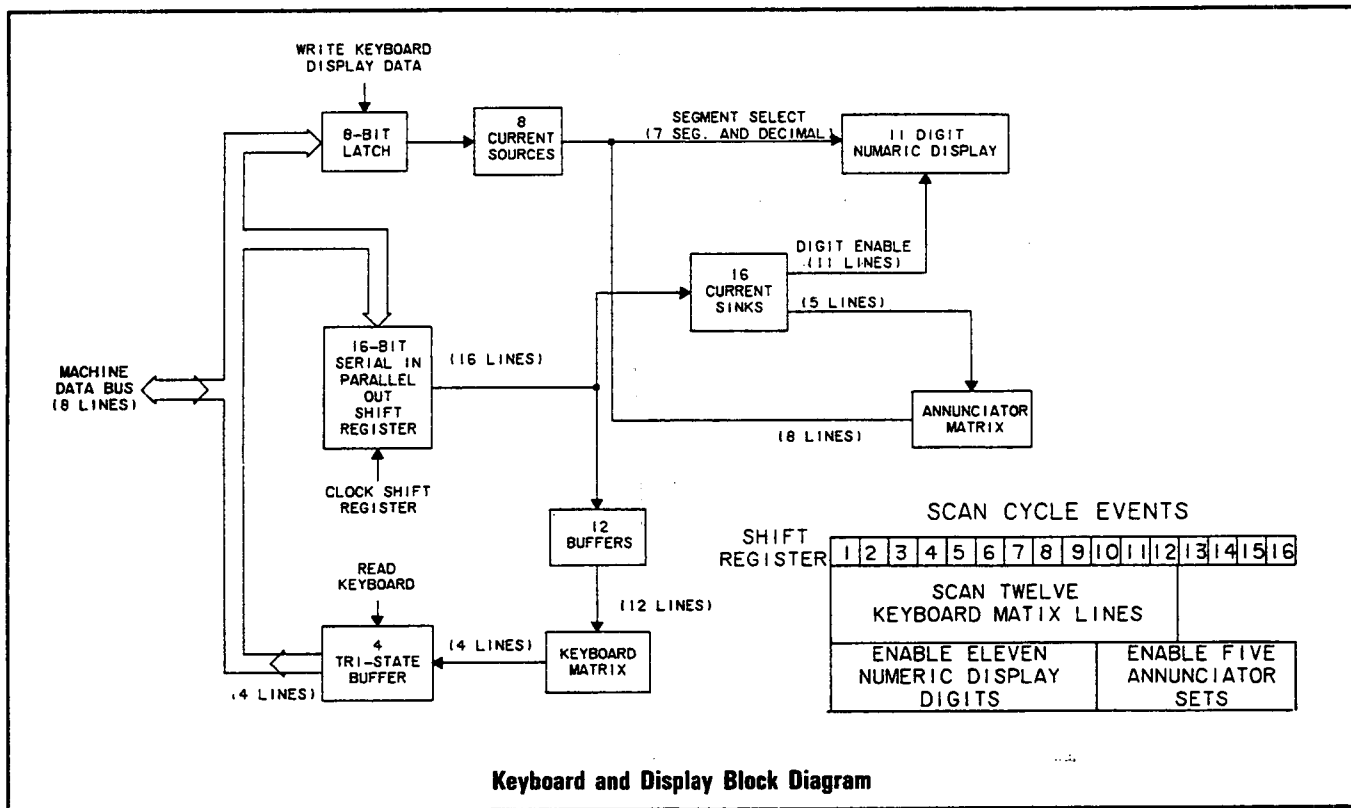 WRITE KEYBOARD
DISPLAY DATA
8-BIT
LATCH
8
CURRENT
SOURCES
SEGMENT SELECT
(7 SEG. AND DECIMAL)
11 DIGIT
NUMARIC DISPLAY
DIGIT ENABLE
(11 LINES)
16
CURRENT
SINKS
(5 LINES)
16-BIT
SERIAL IN
PARALLEL
OUT
SHIFT
REGISTER
(16 LINES)
MACHINE
DATA BUS
(8 LINES)
ANNUNCIATOR
MATRIX
(8 LINES)
CLOCK SHIFT
REGISTER
12
BUFFERS
READ
KEYBOARD
(12 LINES)
4
TRI-STATE
BUFFER
(4 LINES)
KEYBOARD
MATRIX
(4 LINES)
SCAN CYCLE EVENTS
SHIFT
REGISTER
1 2 3 4 5 6 7 8 9 10 11 12 13 14 15 16
SCAN TWELVE
KEYBOARD MATIX LINES
ENABLE ELEVEN
NUMERIC DISPLAY
DIGITS
ENABLE FIVE
ANNUNCIATOR
SETS
Keyboard and Display Block Diagram